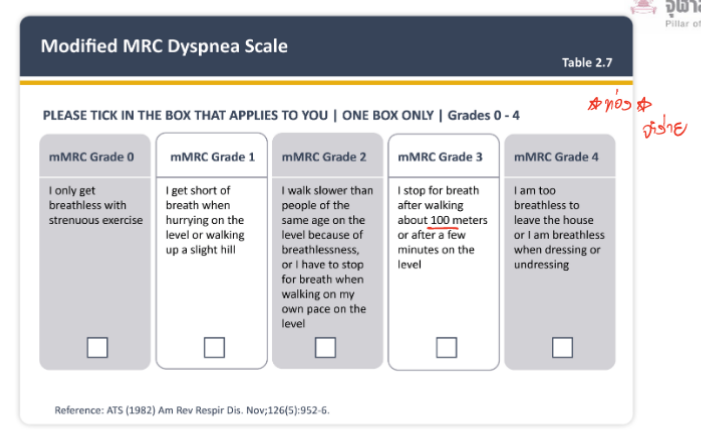 จุฬา
Pillar of
Modified MRC Dyspnea Scale
Table 2.7
PLEASE TICK IN THE BOX THAT APPLIES TO YOU | ONE BOX ONLY | Grades 0 - 4
ท่อง
mMRC Grade 0
I only get
breathless with
strenuous exercise
mMRC Grade 1
I get short of
breath when
hurrying on the
level or walking
up a slight hill
mMRC Grade 2
I walk slower than
people of the
same age on the
level because of
breathlessness,
or I have to stop
for breath when
walking on my
own pace on the
level
mMRC Grade 3
I stop for breath
after walking
about 100 meters
or after a few
minutes on the
level
mMRC Grade 4
I am too
breathless to
leave the house
or I am breathless
when dressing or
undressing
Reference: ATS (1982) Am Rev Respir Dis. Nov;126(5):952-6.